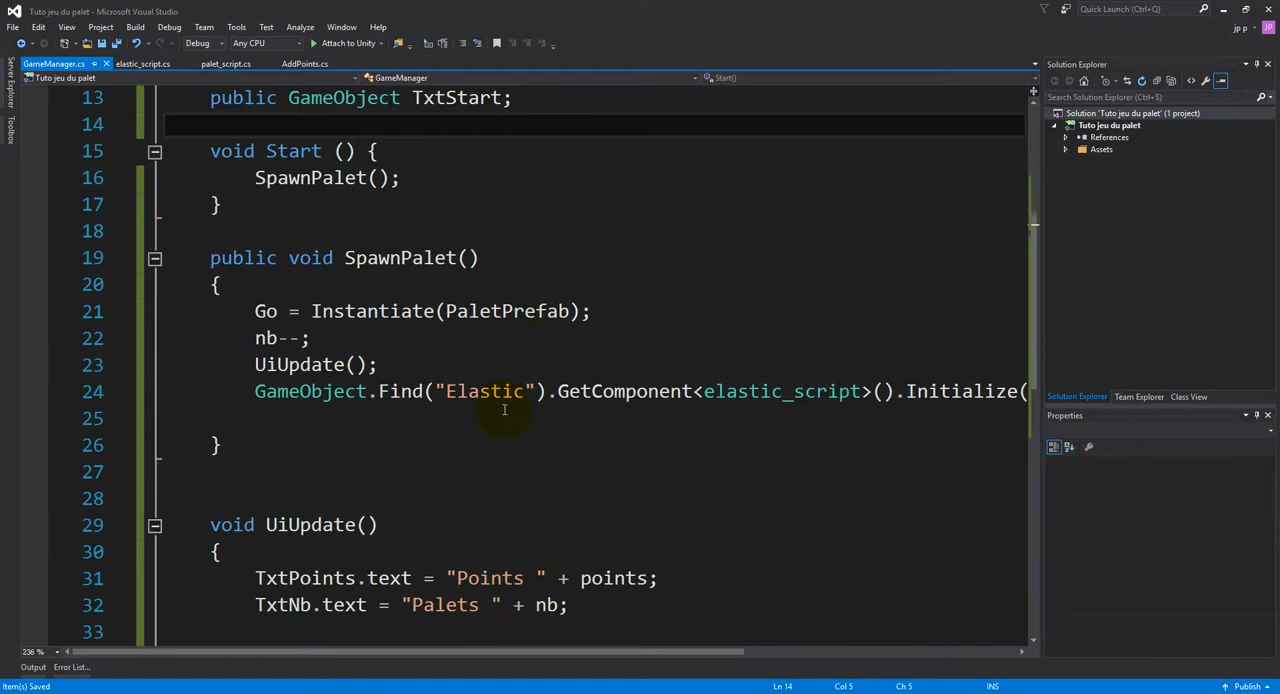 Tuto jeu du palet - Microsoft Visual Studio
Quick Launch (Ctrl+Q)
File Edit View Project Build Debug Team Tools Test Analyze Window Help
jp p
JP
Debug Any CPU Attach to Unity
GameManager.cs elastic_script.cs palet_script.cs AddPoints.cs
Tuto jeu du palet GameManager Start()
Server Explorer
Toolbox
13 public GameObject TxtStart;
14
15 void Start () {
16 SpawnPalet();
17 }
18
19 public void SpawnPalet()
20 {
21 Go = Instantiate(PaletPrefab);
22 nb--;
23 UiUpdate();
24 GameObject.Find("Elastic").GetComponent<elastic_script>().Initialize(
25
26 }
27
28
29 void UiUpdate()
30 {
31 TxtPoints.text = "Points " + points;
32 TxtNb.text = "Palets " + nb;
33
236 %
Output Error List...
Solution Explorer
Search Solution Explorer (Ctrl+$)
Solution 'Tuto jeu du palet' (1 project)
Tuto jeu du palet
References
Assets
Solution Explorer Team Explorer Class View
Properties
Item(s) Saved Ln 14 Col 5 Ch 5 INS Publish